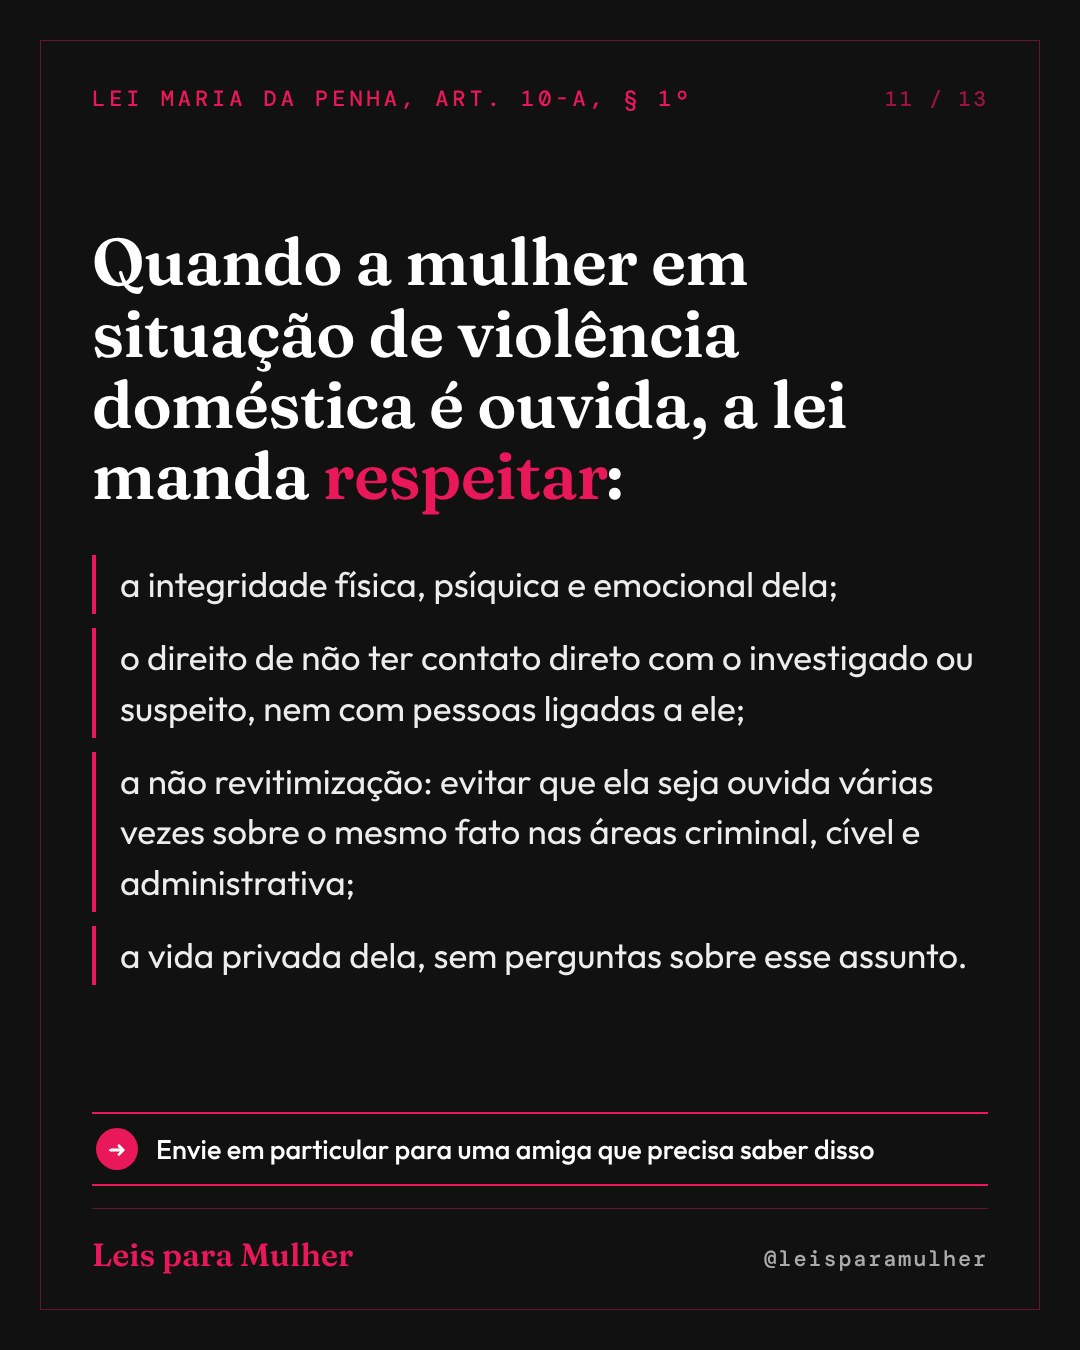 LEI MARIA DA PENHA, ART. 10-A, § 1º
11 / 13
Quando a mulher em
situação de violência
doméstica é ouvida, a lei
manda respeitar:
a integridade física, psíquica e emocional dela;
o direito de não ter contato direto com o investigado ou
suspeito, nem com pessoas ligadas a ele;
a não revitimização: evitar que ela seja ouvida várias
vezes sobre o mesmo fato nas áreas criminal, cível e
administrativa;
a vida privada dela, sem perguntas sobre esse assunto.
Envie em particular para uma amiga que precisa saber disso
Leis para Mulher
@leisparamulher